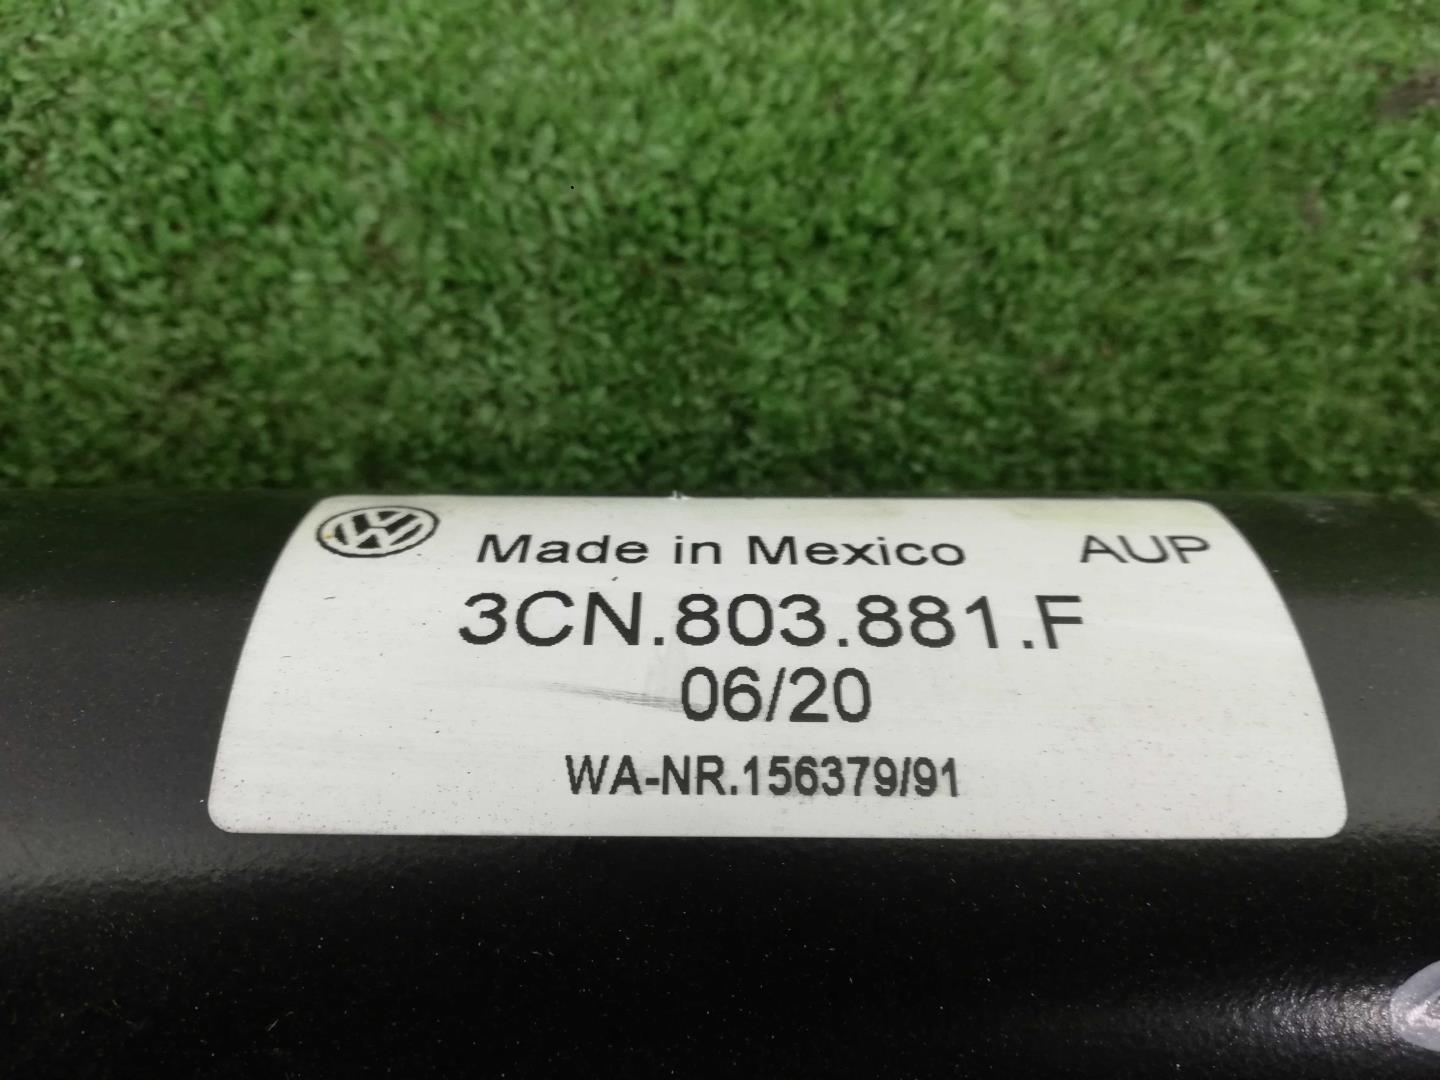 Made in Mexico AUP
3CN.803.881.F
06/20
WA-NR.156379/91